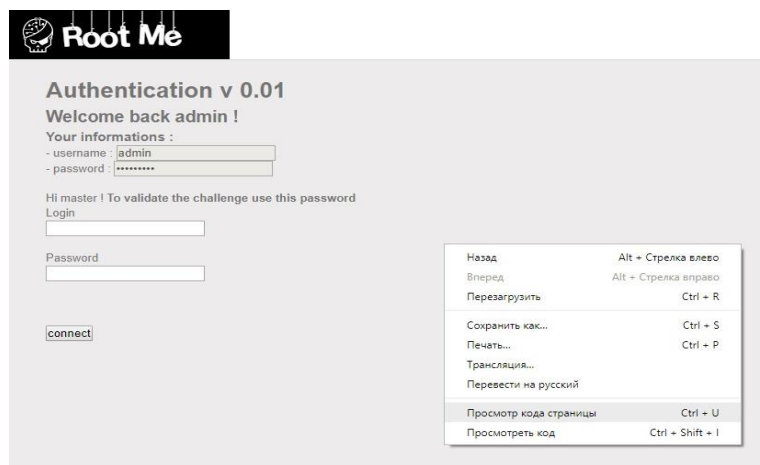 Root Me
Authentication v 0.01
Welcome back admin !
Your informations :
- username : admin
- password : •••••••••
Hi master ! To validate the challenge use this password
Login
Password
connect
Назад Alt + Стрелка влево
Вперед Alt + Стрелка вправо
Перезагрузить Ctrl + R
Сохранить как... Ctrl + S
Печать... Ctrl + P
Трансляция...
Перевести на русский
Просмотр кода страницы Ctrl + U
Просмотреть код Ctrl + Shift + I